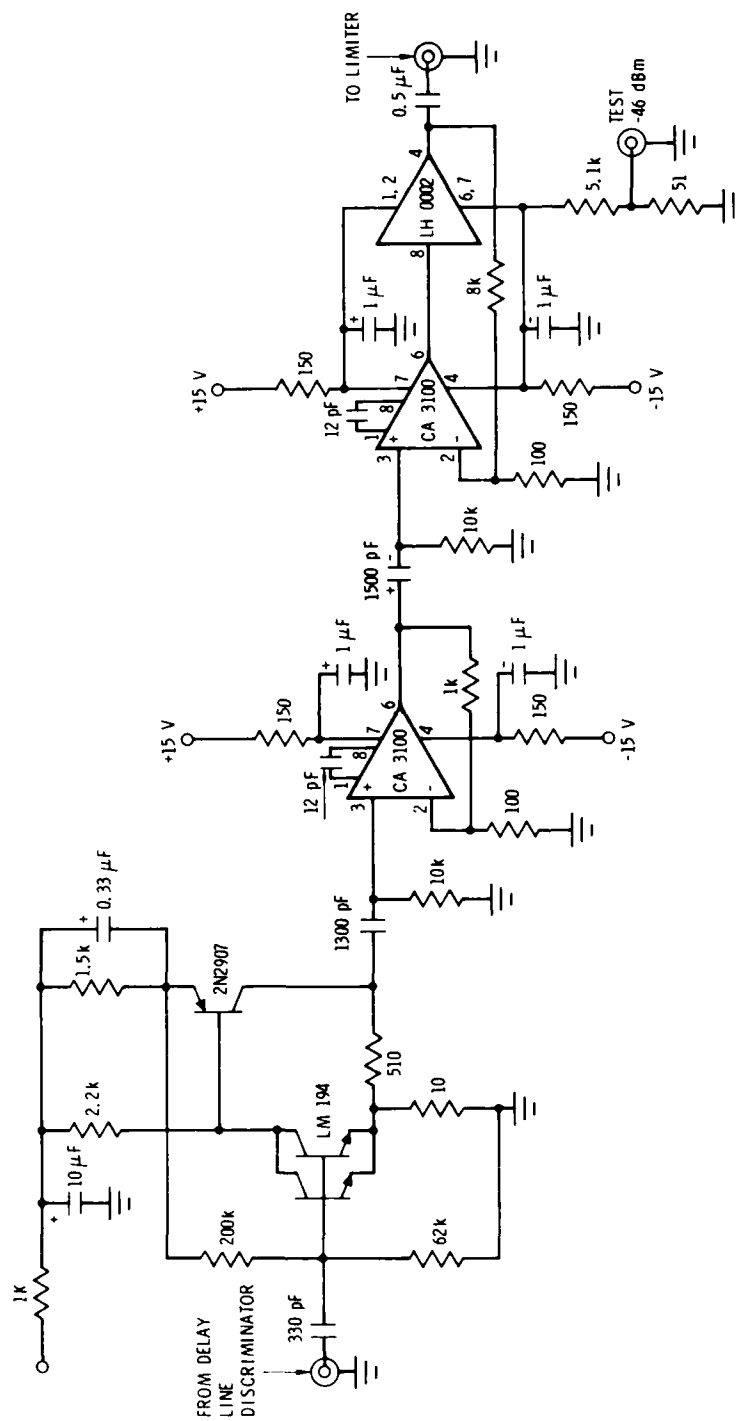 1K
10 μF
+
2.2k
1.5k
+
0.33 μF
2N2907
LM 194
200k
62k
10
510
330 pF
FROM DELAY
LINE
DISCRIMINATOR
1300 pF
10k
+15 V
150
+
1 μF
12 pF
1
8
7
3
+
CA 3100
6
2
-
4
1k
100
-
1 μF
150
-15 V
1500 pF
+
-
10k
+15 V
150
+
1 μF
12 pF
1
8
7
3
+
CA 3100
6
2
-
4
100
8k
-
1 μF
150
-15 V
1, 2
8
LH 0002
4
6, 7
0.5 μF
TO LIMITER
5.1k
51
TEST
-46 dBm